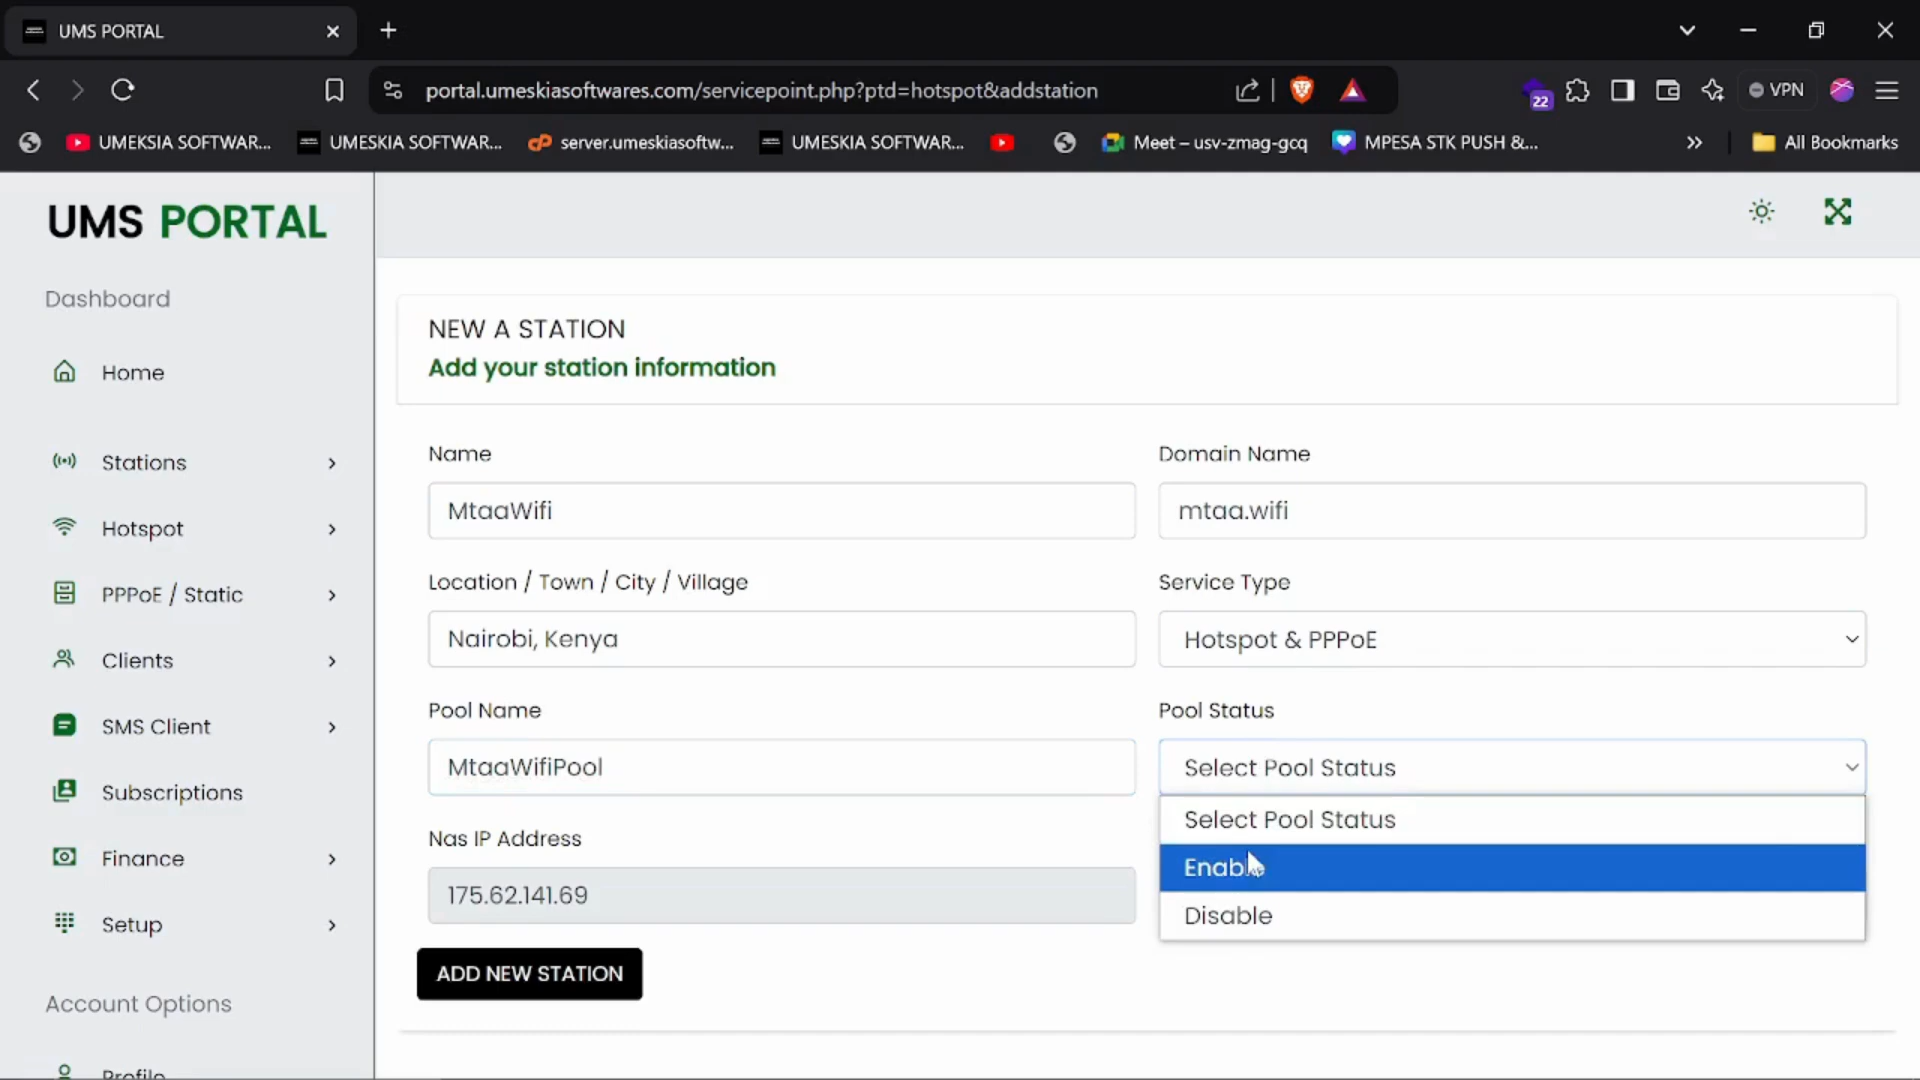 UMS PORTAL
portal.umeskiasoftwares.com/servicepoint.php?ptd=hotspot&addstation
22
VPN
UMEKSIA SOFTWAR...
UMESKIA SOFTWAR...
server.umeskiasoftw...
UMESKIA SOFTWAR...
Meet – usv-zmag-gcq
MPESA STK PUSH &...
All Bookmarks
UMS PORTAL
Dashboard
Home
Stations
Hotspot
PPPoE / Static
Clients
SMS Client
Subscriptions
Finance
Setup
Account Options
Profile
NEW A STATION
Add your station information
Name
MtaaWifi
Domain Name
mtaa.wifi
Location / Town / City / Village
Nairobi, Kenya
Service Type
Hotspot & PPPoE
Pool Name
MtaaWifiPool
Pool Status
Select Pool Status
Select Pool Status
Enable
Disable
Nas IP Address
175.62.141.69
ADD NEW STATION